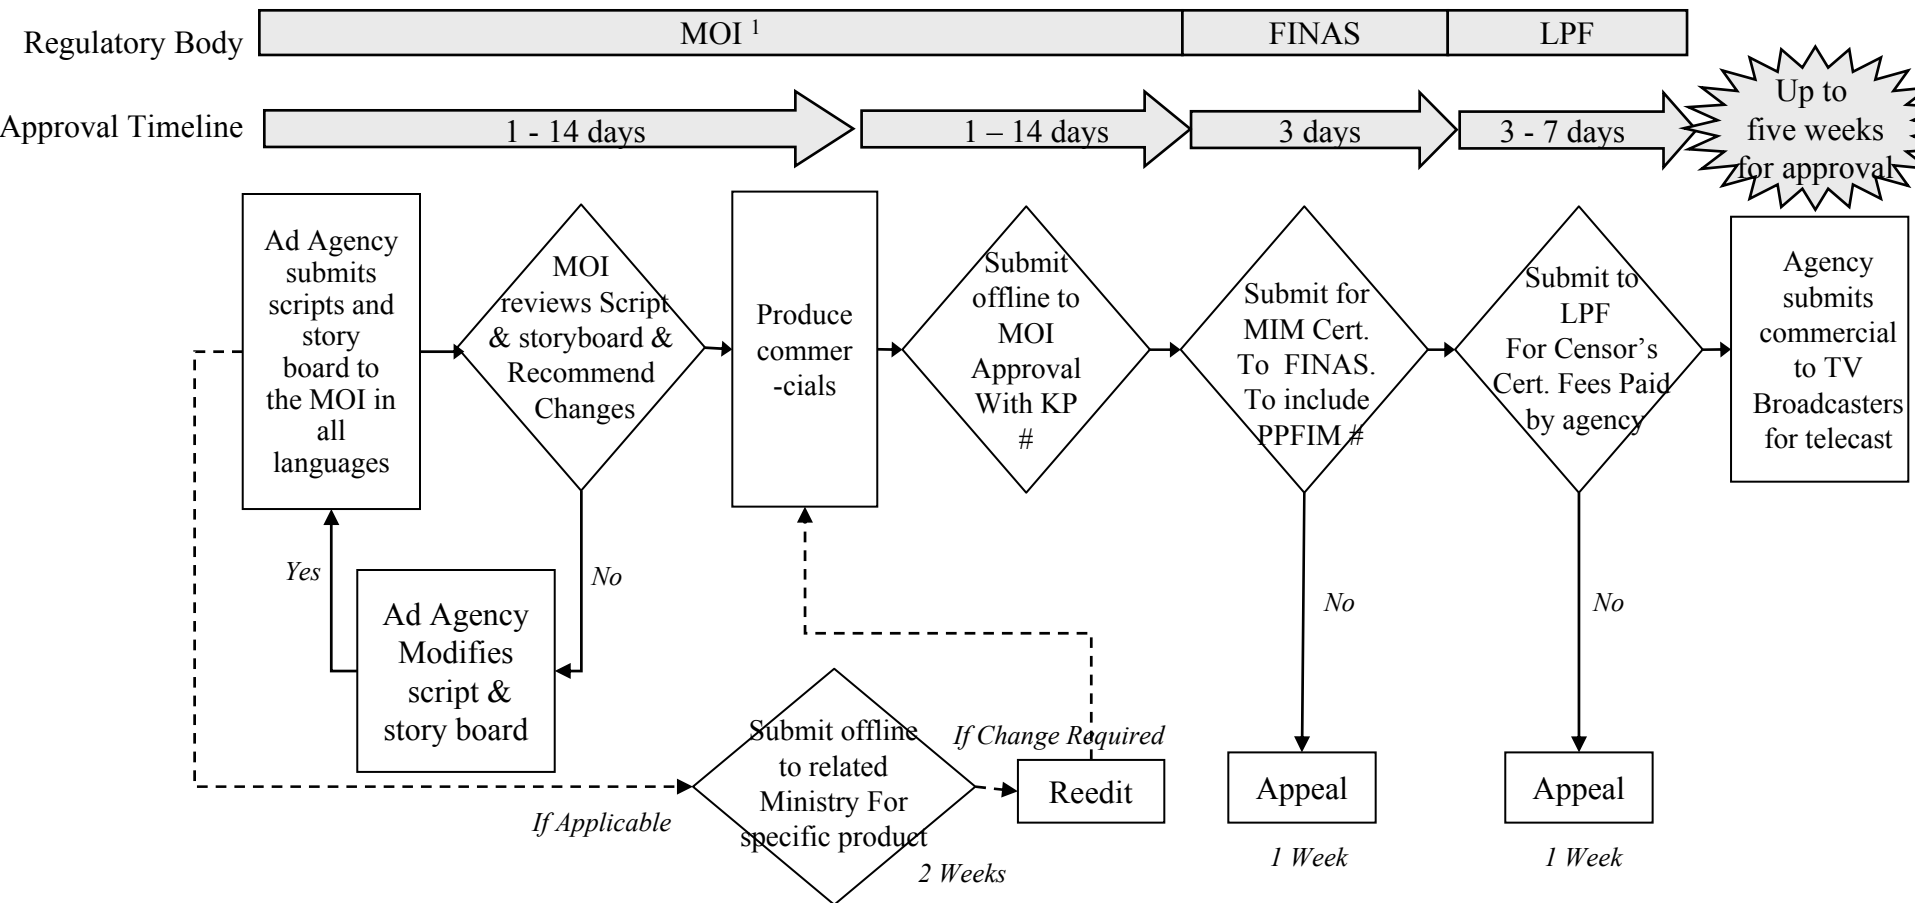 Regulatory Body
MOI 1
FINAS
LPF
Approval Timeline
1 - 14 days
1 – 14 days
3 days
3 - 7 days
Up to
five weeks
for approval
Ad Agency
submits
scripts and
story
board to
the MOI in
all
languages
MOI
reviews Script
& storyboard &
Recommend
Changes
Produce
commer
-cials
Submit
offline to
MOI
Approval
With KP
#
Submit for
MIM Cert.
To FINAS.
To include
PPFIM #
Submit to
LPF
For Censor's
Cert. Fees Paid
by agency
Agency
submits
commercial
to TV
Broadcasters
for telecast
Yes
No
Ad Agency
Modifies
script &
story board
No
No
Submit offline
to related
Ministry For
specific product
If Applicable
2 Weeks
If Change Required
Reedit
Appeal
1 Week
Appeal
1 Week